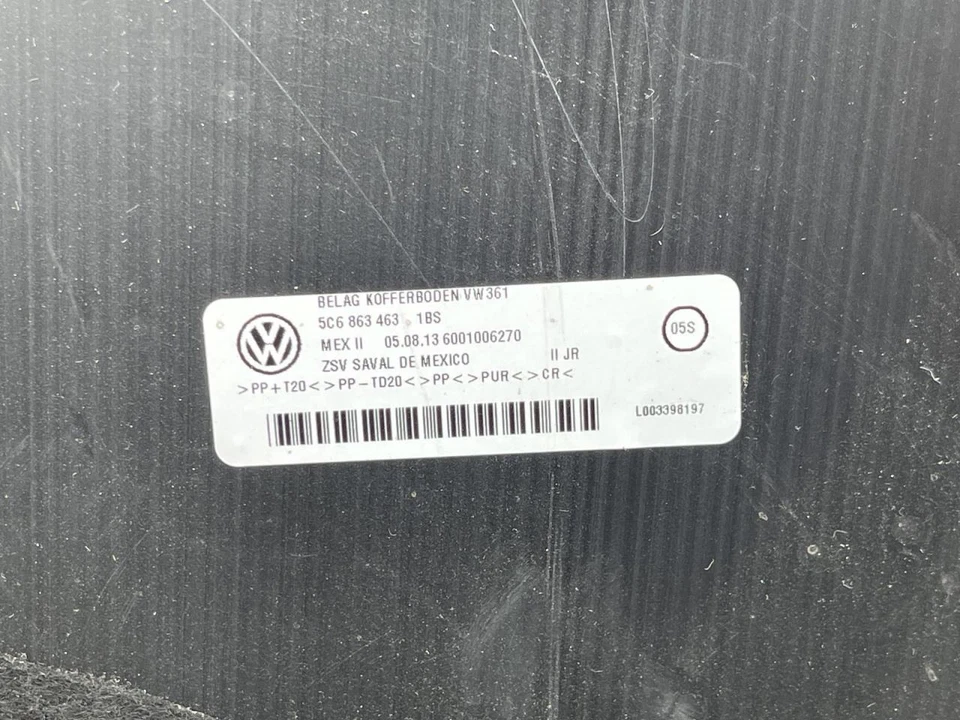 BELAG KOFFERBODEN VW361
5C6 863 463 1BS
MEX II 05.08.13 6001006270
ZSV SAVAL DE MEXICO II JR
>PP+T20<>PP-TD20<>PP<>PUR<>CR<
05S
L003398197